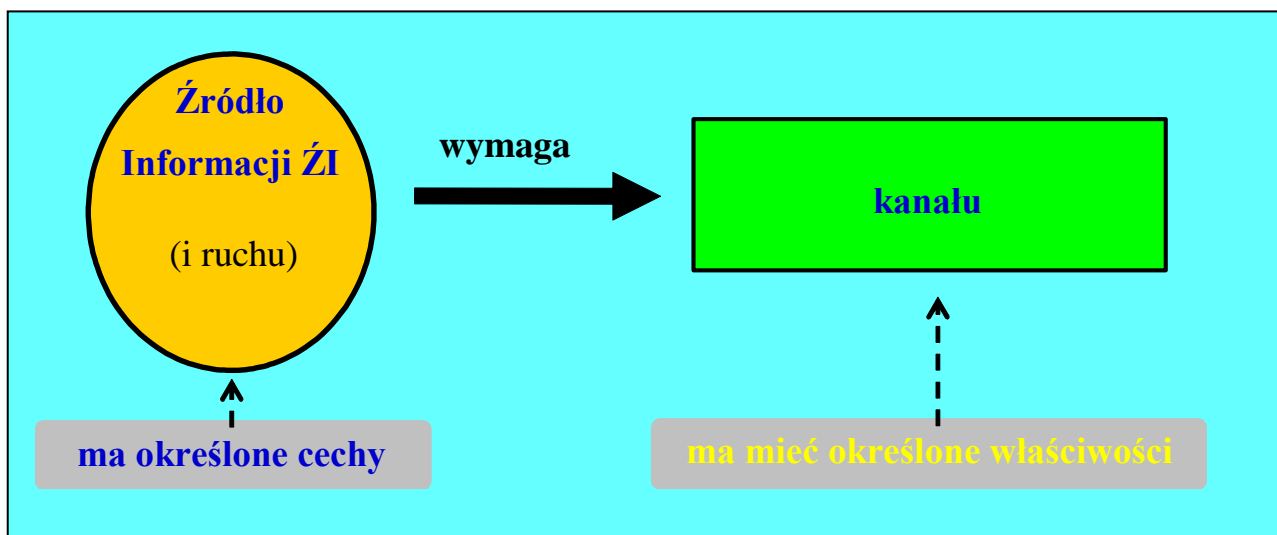 Źródło
Informacji ŹI
(i ruchu)
wymaga
kanału
ma określone cechy
ma mieć określone właściwości